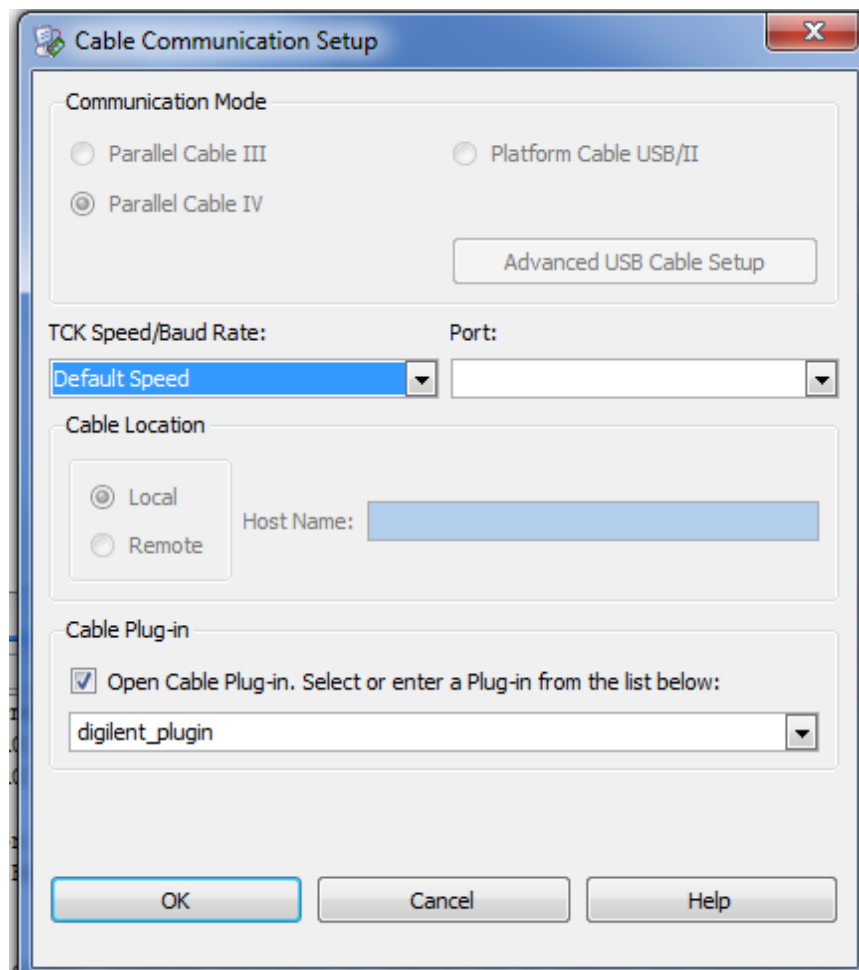 Cable Communication Setup
Communication Mode
Parallel Cable III
Platform Cable USB/II
Parallel Cable IV
Advanced USB Cable Setup
TCK Speed/Baud Rate:
Port:
Default Speed
Cable Location
Local
Host Name:
Remote
Cable Plug-in
Open Cable Plug-in. Select or enter a Plug-in from the list below:
digilent_plugin
OK
Cancel
Help